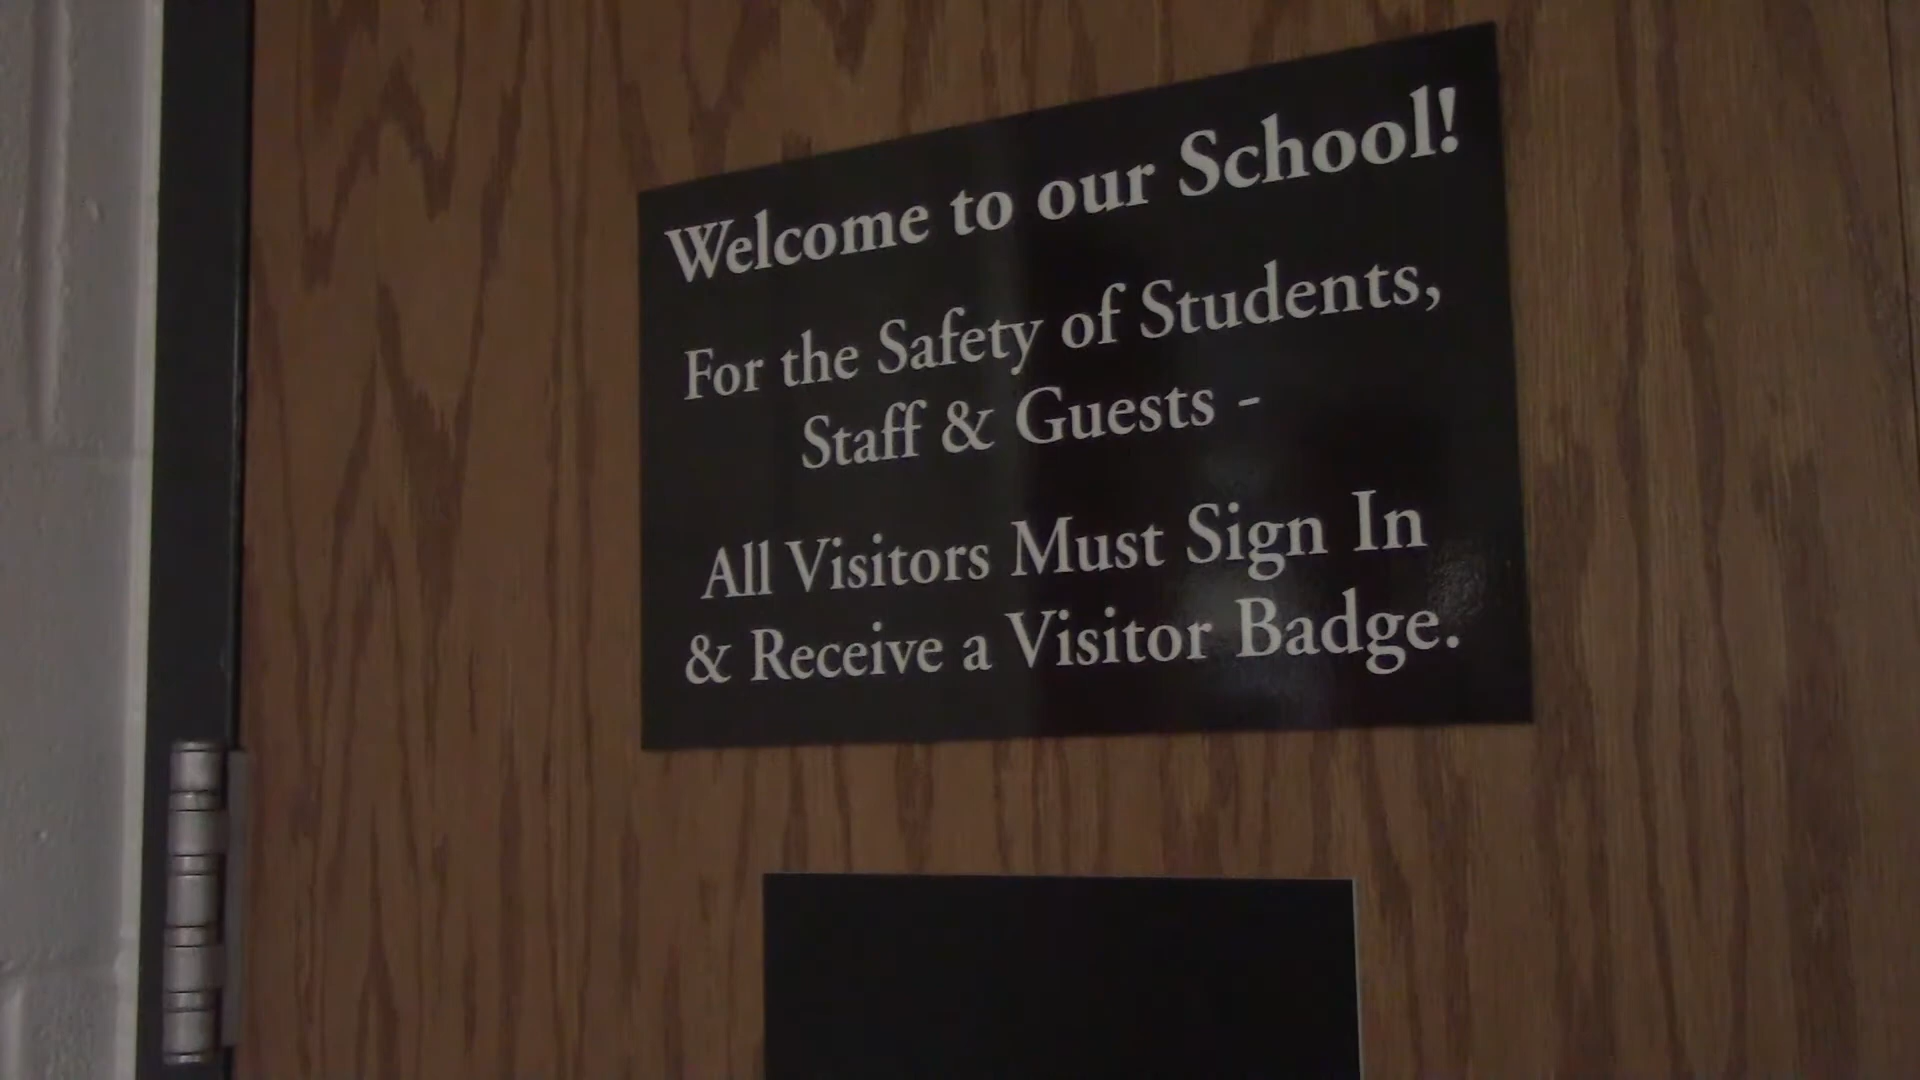 Welcome to our School!
For the Safety of Students,
Staff & Guests -
All Visitors Must Sign In
& Receive a Visitor Badge.